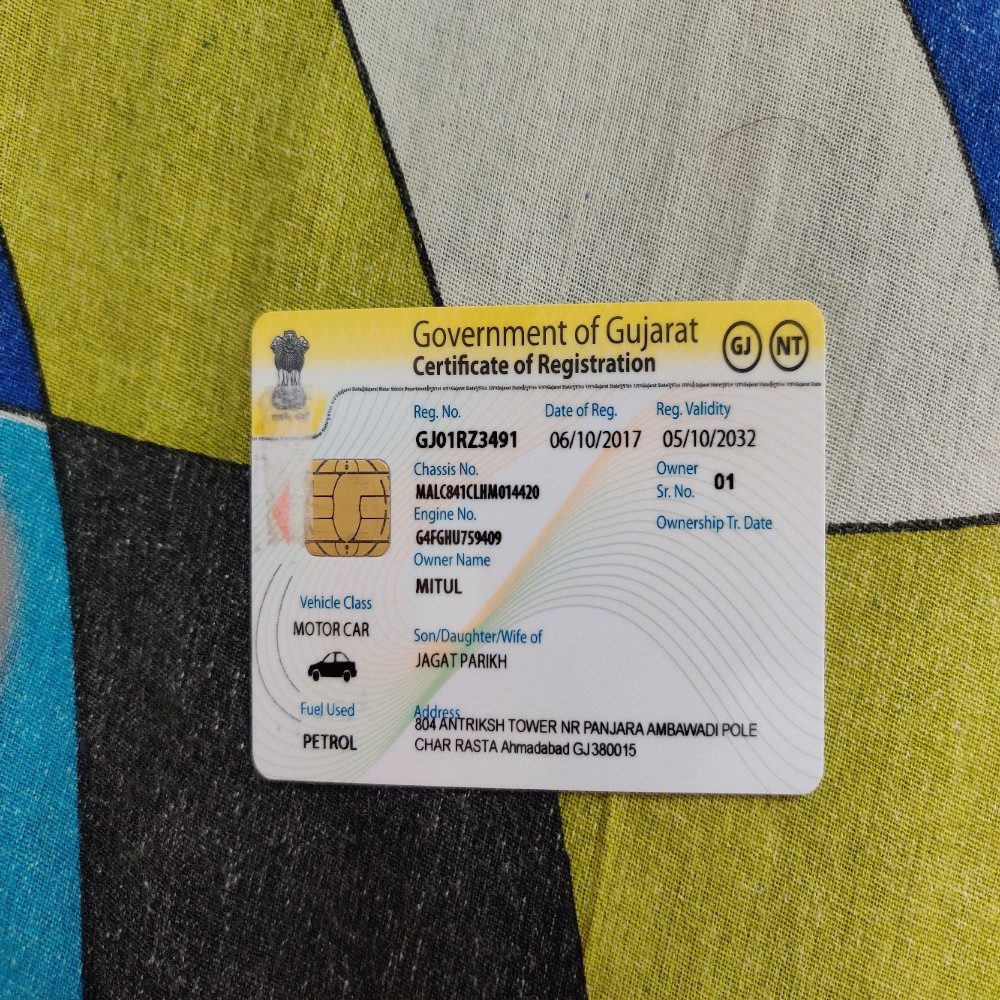 Government of Gujarat
Certificate of Registration
GJ NT
Reg. No. Date of Reg. Reg. Validity
GJ01RZ3491 06/10/2017 05/10/2032
Chassis No. Owner
MALC841CLHM014420 Sr. No. 01
Engine No. Ownership Tr. Date
G4FGHU759409
Owner Name
MITUL
Vehicle Class
MOTOR CAR
Son/Daughter/Wife of
JAGAT PARIKH
Fuel Used
PETROL
Address
804 ANTRIKSH TOWER NR PANJARA AMBAWADI POLE
CHAR RASTA Ahmadabad GJ 380015